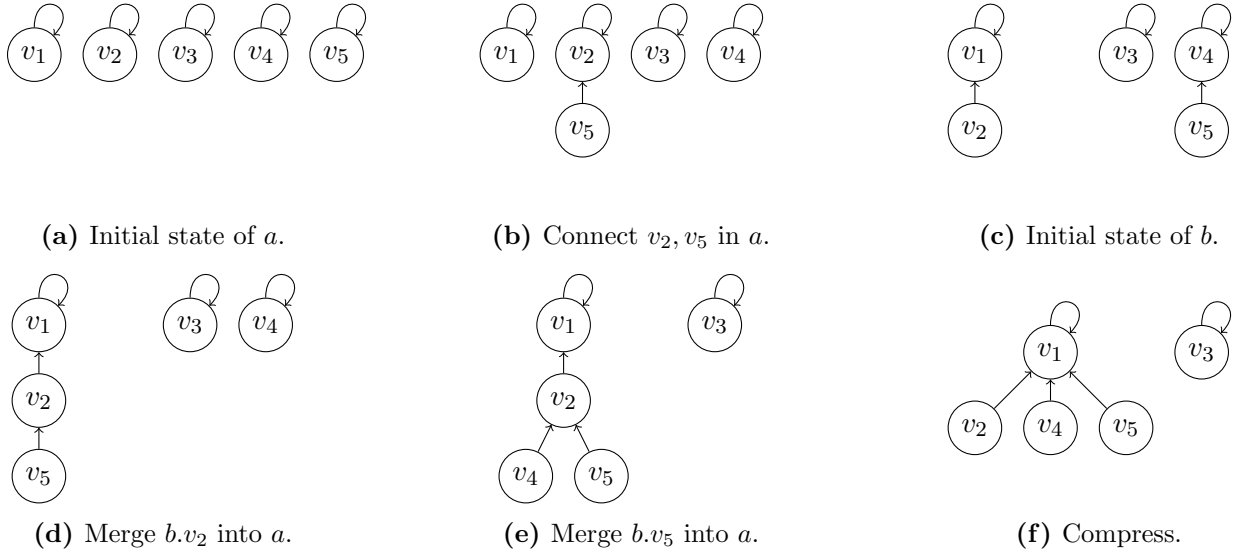 v₁ v₂ v₃ v₄ v₅
(a) Initial state of a.
v₁ v₂ v₃ v₄
v₅
(b) Connect v₂, v₅ in a.
v₁ v₃ v₄
v₂ v₅
(c) Initial state of b.
v₁ v₃ v₄
v₂
v₅
(d) Merge b.v₂ into a.
v₁ v₃
v₂
v₄ v₅
(e) Merge b.v₅ into a.
v₁ v₃
v₂ v₄ v₅
(f) Compress.